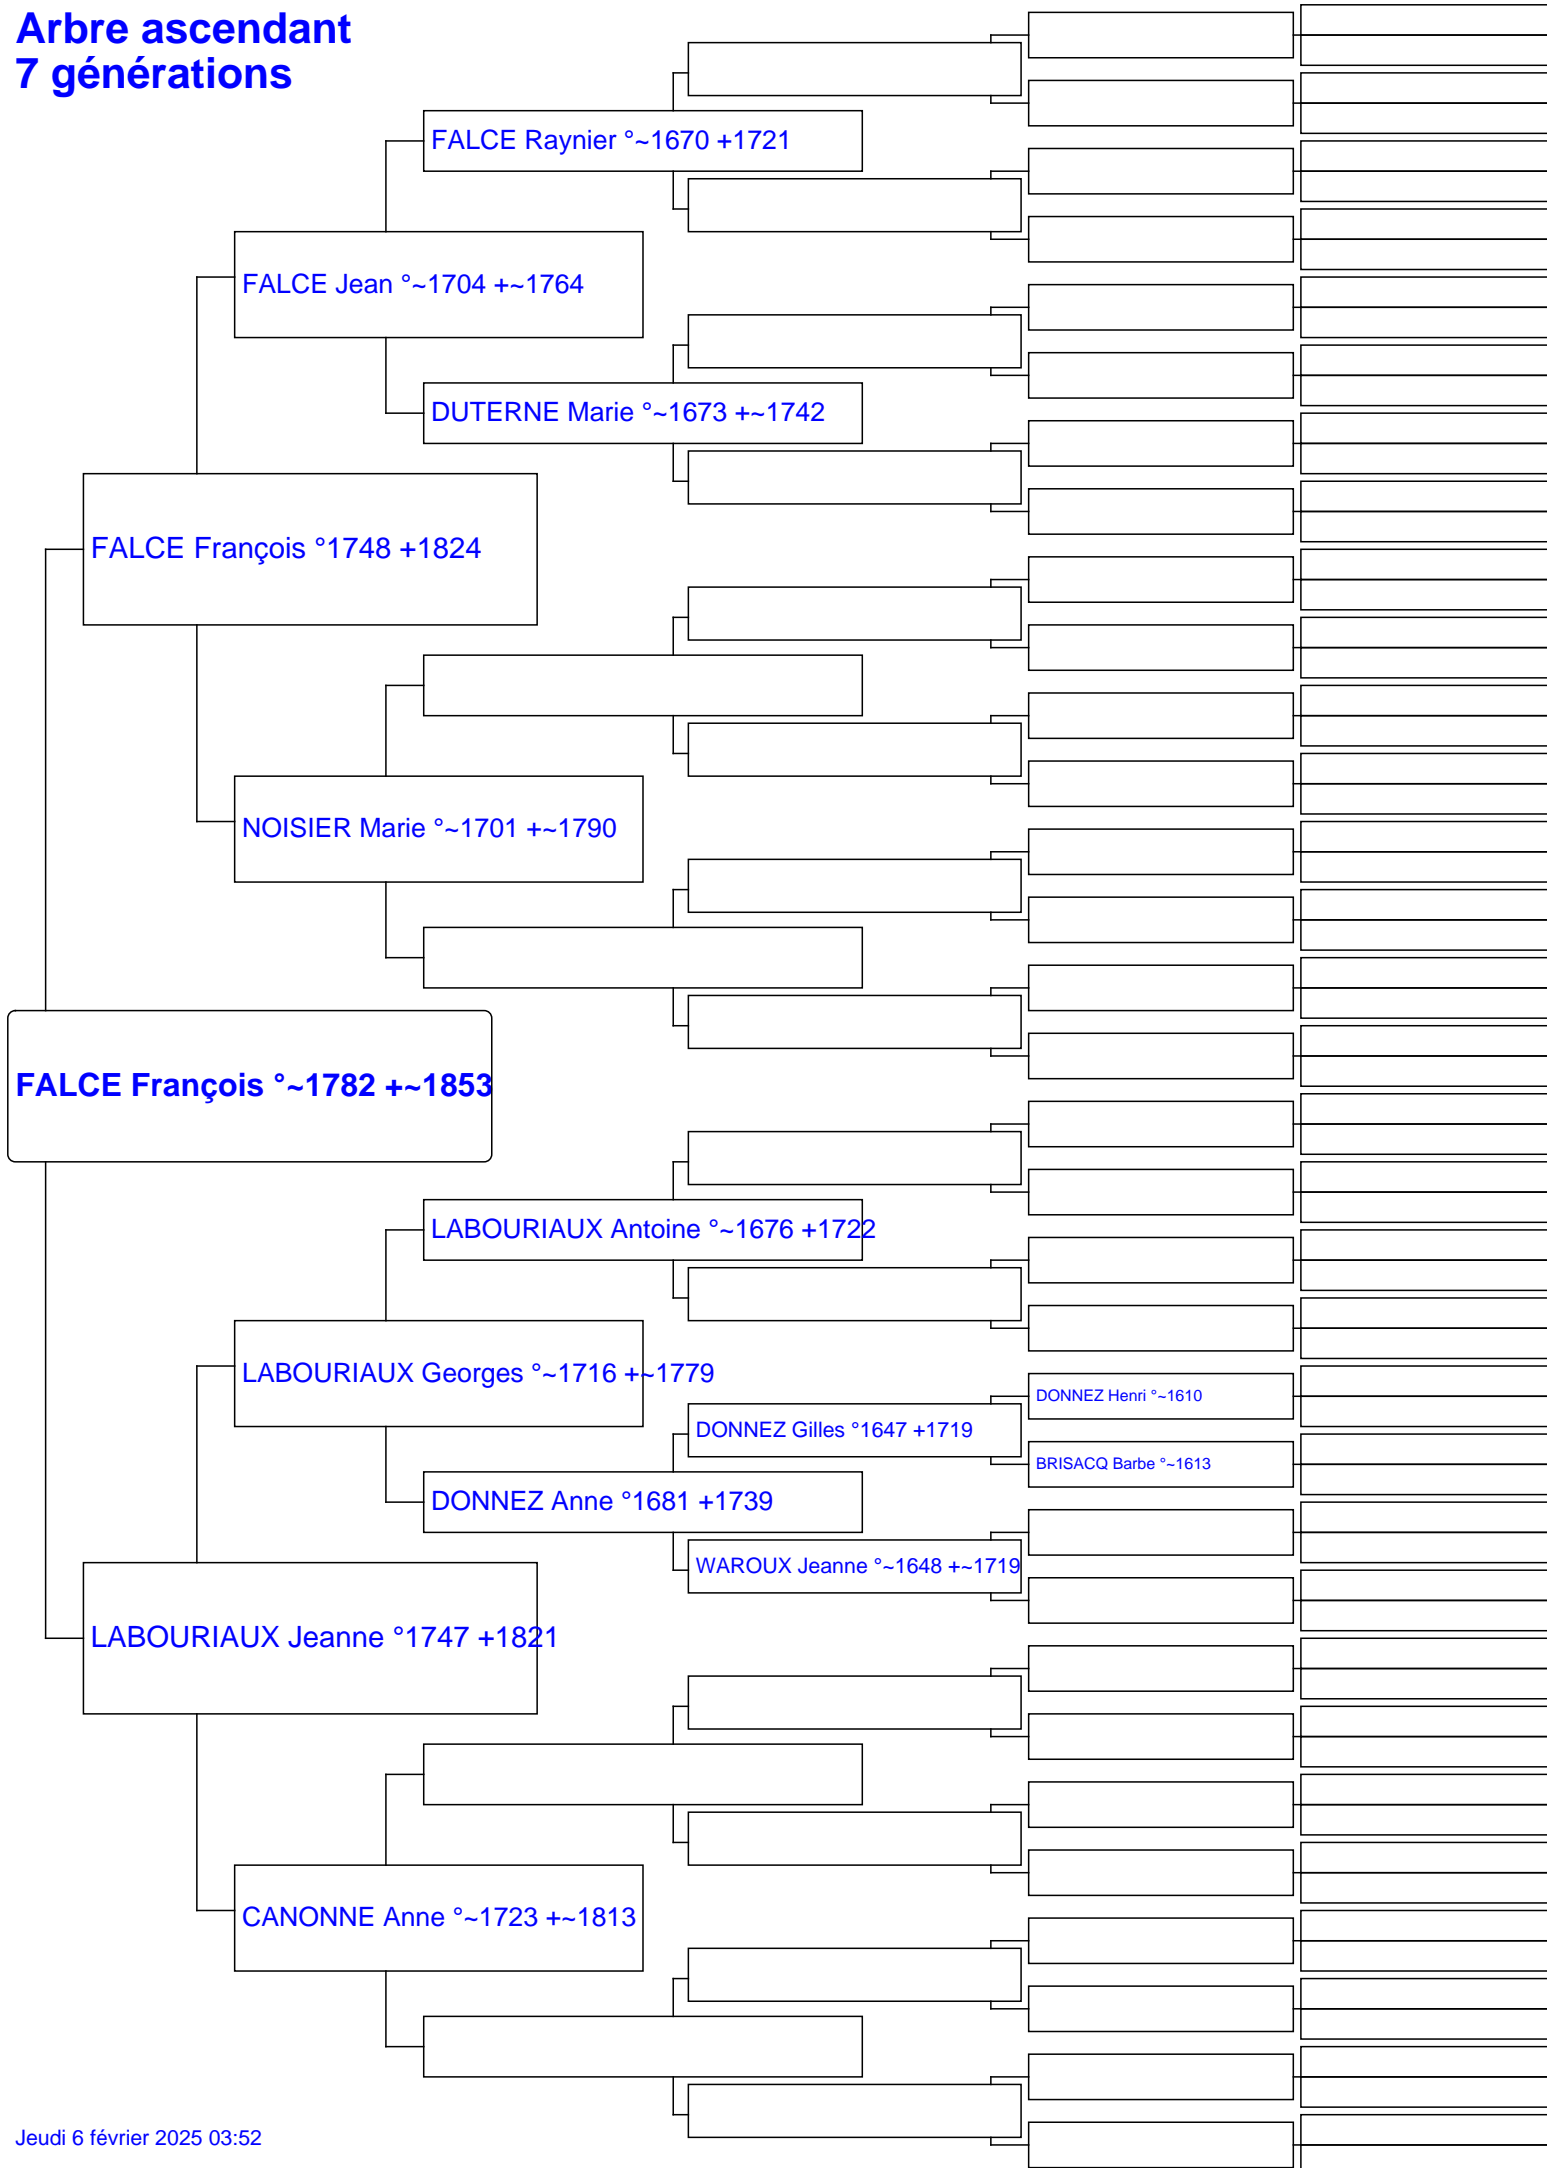 Arbre ascendant
7 générations
FALCE Raynier °~1670 +1721
FALCE Jean °~1704 +~1764
DUTERNE Marie °~1673 +~1742
FALCE François °1748 +1824
NOISIER Marie °~1701 +~1790
FALCE François °~1782 +~1853
LABOURIAUX Antoine °~1676 +1722
LABOURIAUX Georges °~1716 +~1779
DONNEZ Henri °~1610
DONNEZ Gilles °1647 +1719
BRISACQ Barbe °~1613
DONNEZ Anne °1681 +1739
WAROUX Jeanne °~1648 +~1719
LABOURIAUX Jeanne °1747 +1821
CANONNE Anne °~1723 +~1813
Jeudi 6 février 2025 03:52